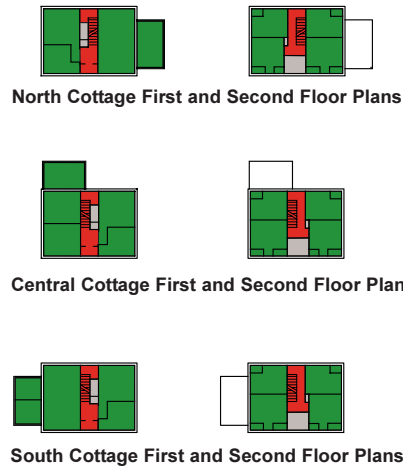 North Cottage First and Second Floor Plans
Central Cottage First and Second Floor Plan
South Cottage First and Second Floor Plans